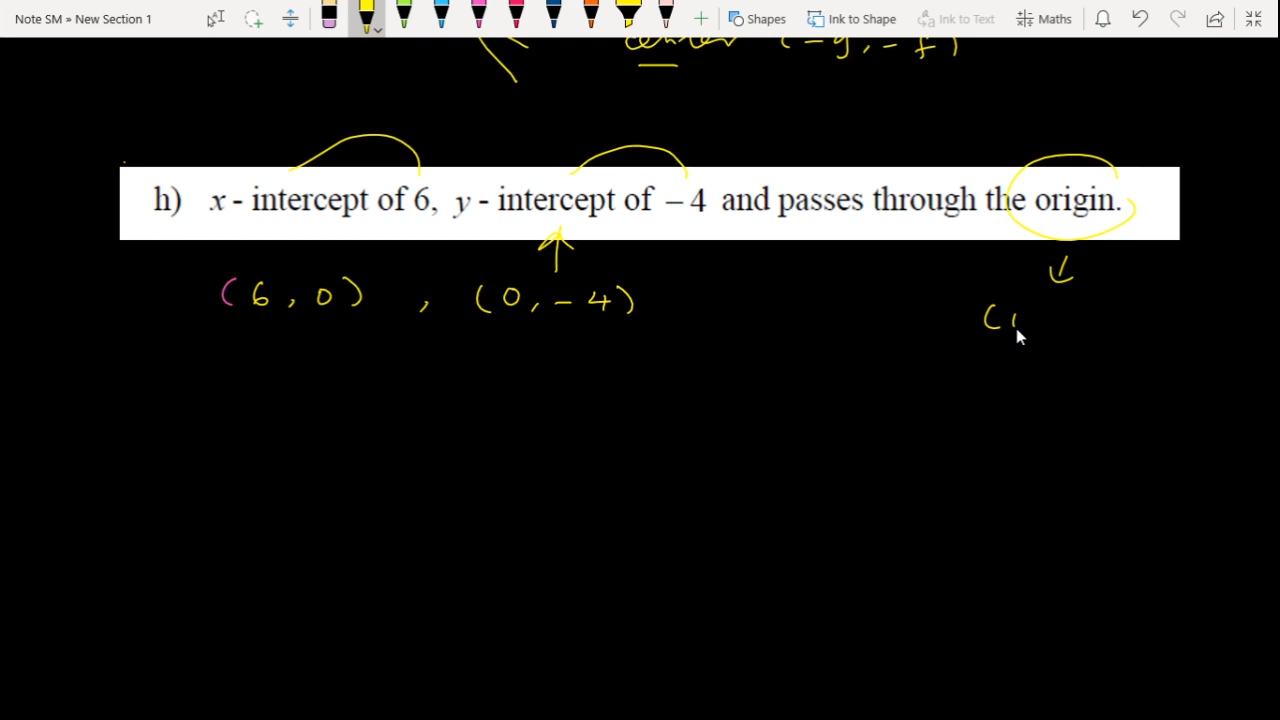 Note SM » New Section 1
Shapes
Ink to Shape
Ink to Text
Maths
center (-g, -f)
h) x - intercept of 6, y - intercept of – 4 and passes through the origin.
(6, 0) , (0, -4)
(